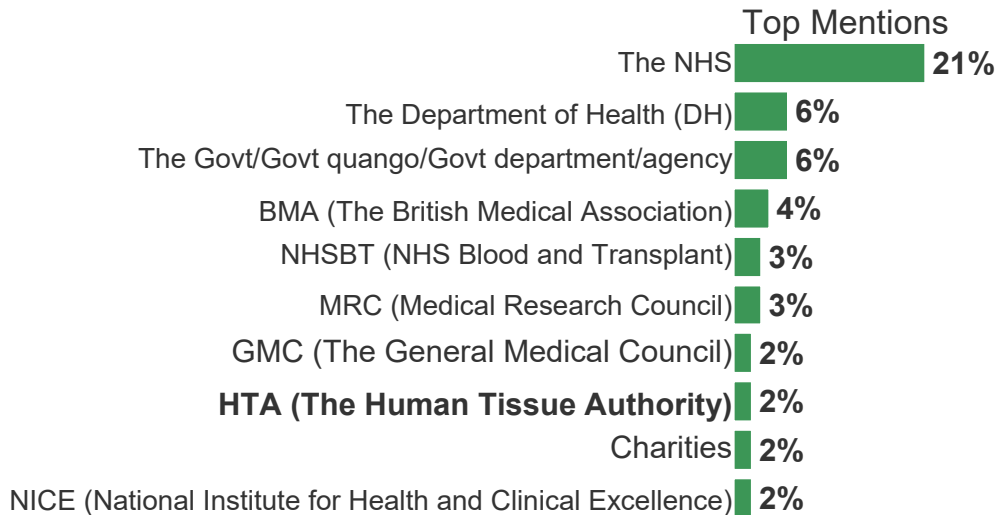 Top Mentions
The NHS 21%
The Department of Health (DH) 6%
The Govt/Govt quango/Govt department/agency 6%
BMA (The British Medical Association) 4%
NHSBT (NHS Blood and Transplant) 3%
MRC (Medical Research Council) 3%
GMC (The General Medical Council) 2%
HTA (The Human Tissue Authority) 2%
Charities 2%
NICE (National Institute for Health and Clinical Excellence) 2%